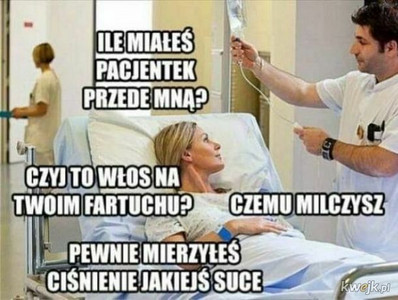 ILE MIAŁEŚ
PACJENTEK
PRZEDE MNĄ?
CZYJ TO WŁOS NA
TWOIM FARTUCHU?
CZEMU MILCZYSZ
PEWNIE MIERZYŁEŚ
CIŚNIENIE JAKIEJŚ SUCE
kwejk.pl